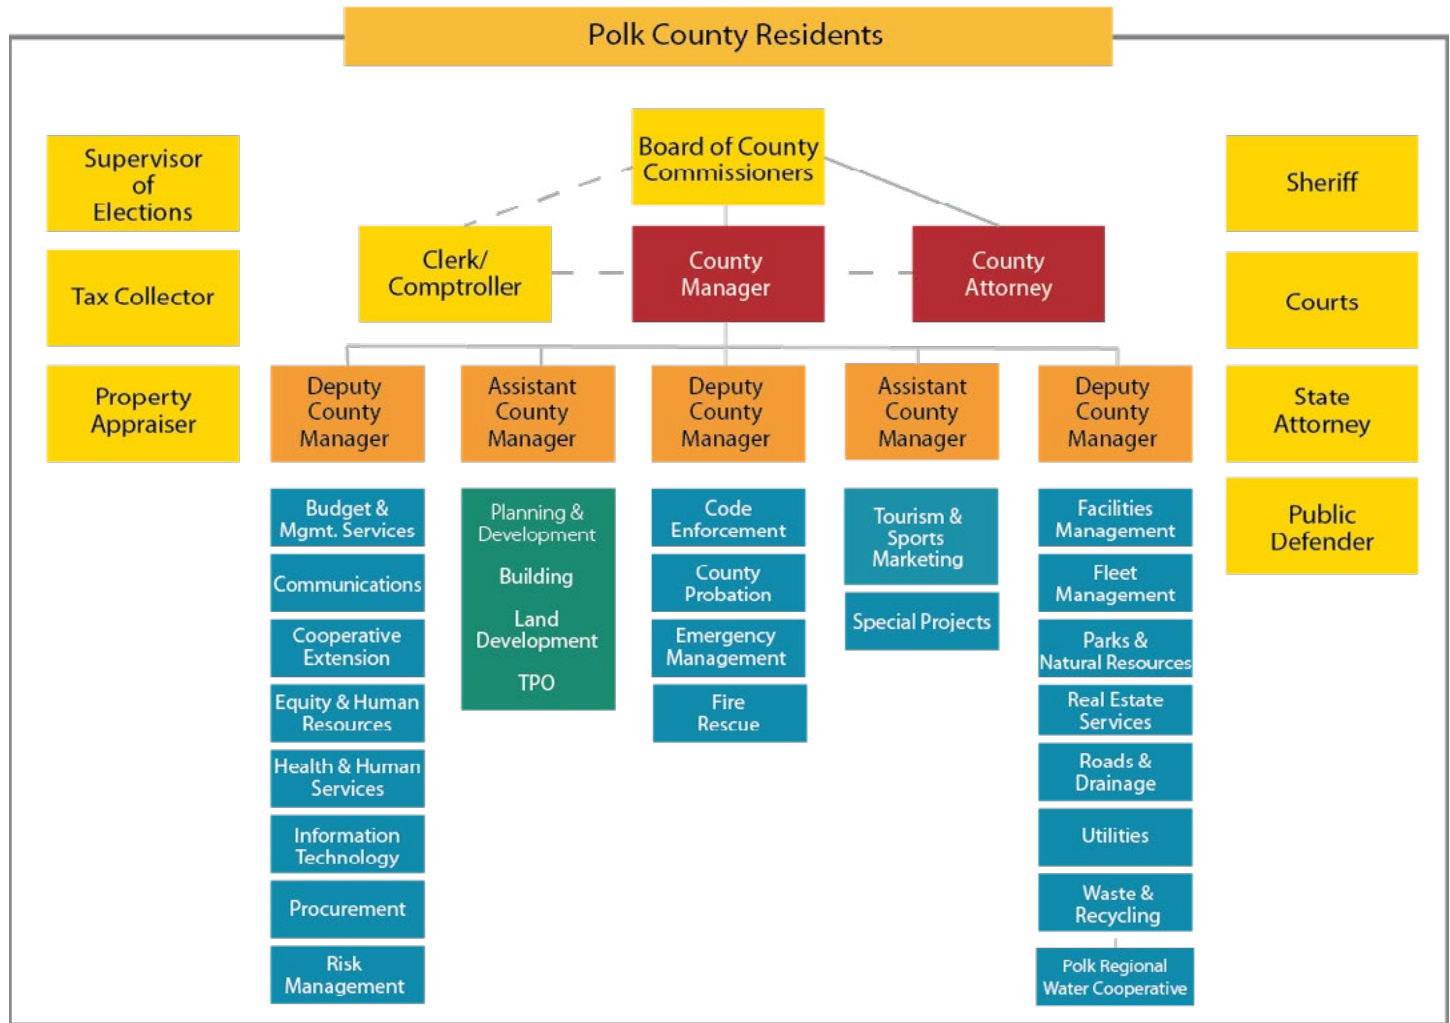 Polk County Residents
Board of County
Commissioners
Supervisor
of
Elections
Tax Collector
Property
Appraiser
Clerk/
Comptroller
County
Manager
County
Attorney
Sheriff
Courts
State
Attorney
Public
Defender
Deputy
County
Manager
Budget &
Mgmt. Services
Communications
Cooperative
Extension
Equity & Human
Resources
Health & Human
Services
Information
Technology
Procurement
Risk
Management
Assistant
County
Manager
Planning &
Development
Building
Land
Development
TPO
Deputy
County
Manager
Code
Enforcement
County
Probation
Emergency
Management
Fire
Rescue
Assistant
County
Manager
Tourism &
Sports
Marketing
Special Projects
Deputy
County
Manager
Facilities
Management
Fleet
Management
Parks &
Natural Resources
Real Estate
Services
Roads &
Drainage
Utilities
Waste &
Recycling
Polk Regional
Water Cooperative